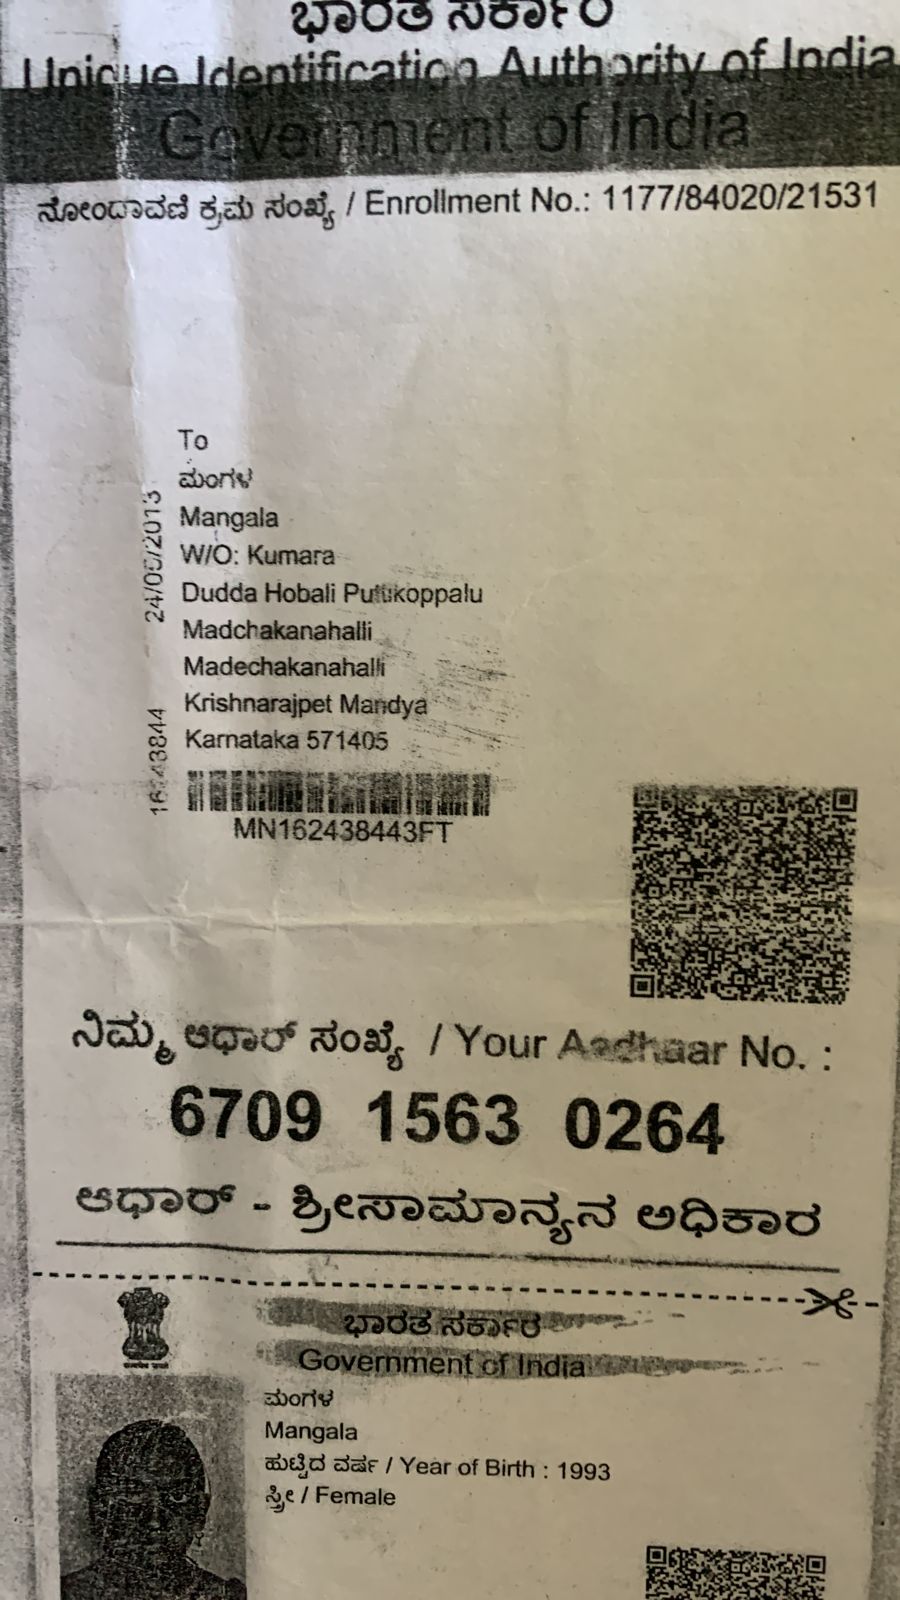 ಭಾರತ ಸರ್ಕಾರ
Unique Identification Authority of India
Government of India
ನೋಂದಾವಣಿ ಕ್ರಮ ಸಂಖ್ಯೆ / Enrollment No.: 1177/84020/21531
To
ಮಂಗಳ
Mangala
W/O: Kumara
Dudda Hobali
Madchakanahalli
Madechakanahalli
Krishnarajpet Mandya
Karnataka 571405
MN162438443FT
ನಿಮ್ಮ ಆಧಾರ್ ಸಂಖ್ಯೆ / Your Aadhaar No. :
6709 1563 0264
ಆಧಾರ್ - ಶ್ರೀಸಾಮಾನ್ಯನ ಅಧಿಕಾರ
ಭಾರತ ಸರ್ಕಾರ
Government of India
ಮಂಗಳ
Mangala
ಹುಟ್ಟಿದ ವರ್ಷ / Year of Birth : 1993
ಸ್ತ್ರೀ / Female